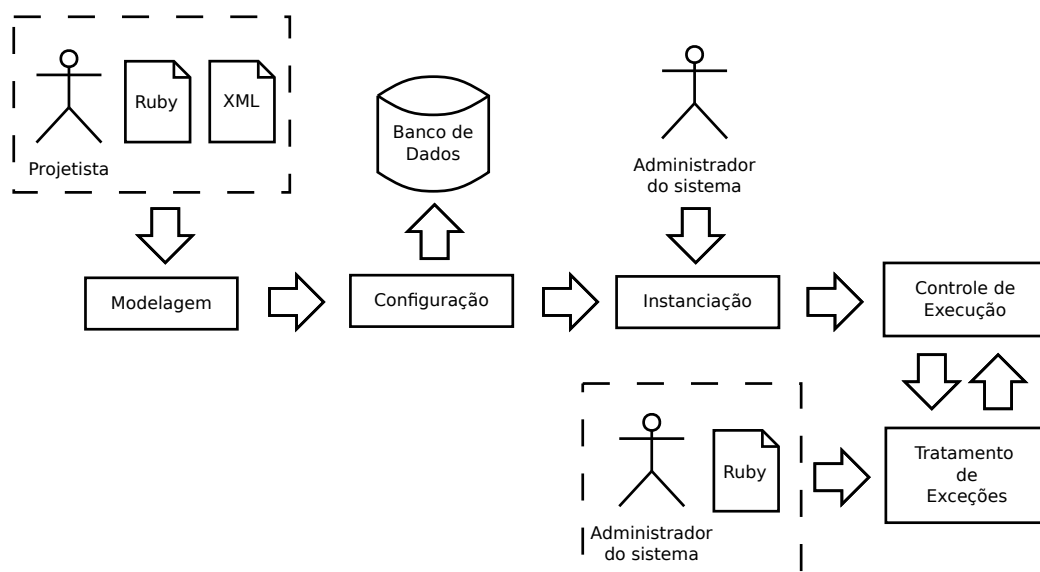 Ruby
XML
Projetista
Banco de
Dados
Administrador
do sistema
Modelagem
Configuração
Instanciação
Controle de
Execução
Ruby
Administrador
do sistema
Tratamento
de
Exceções